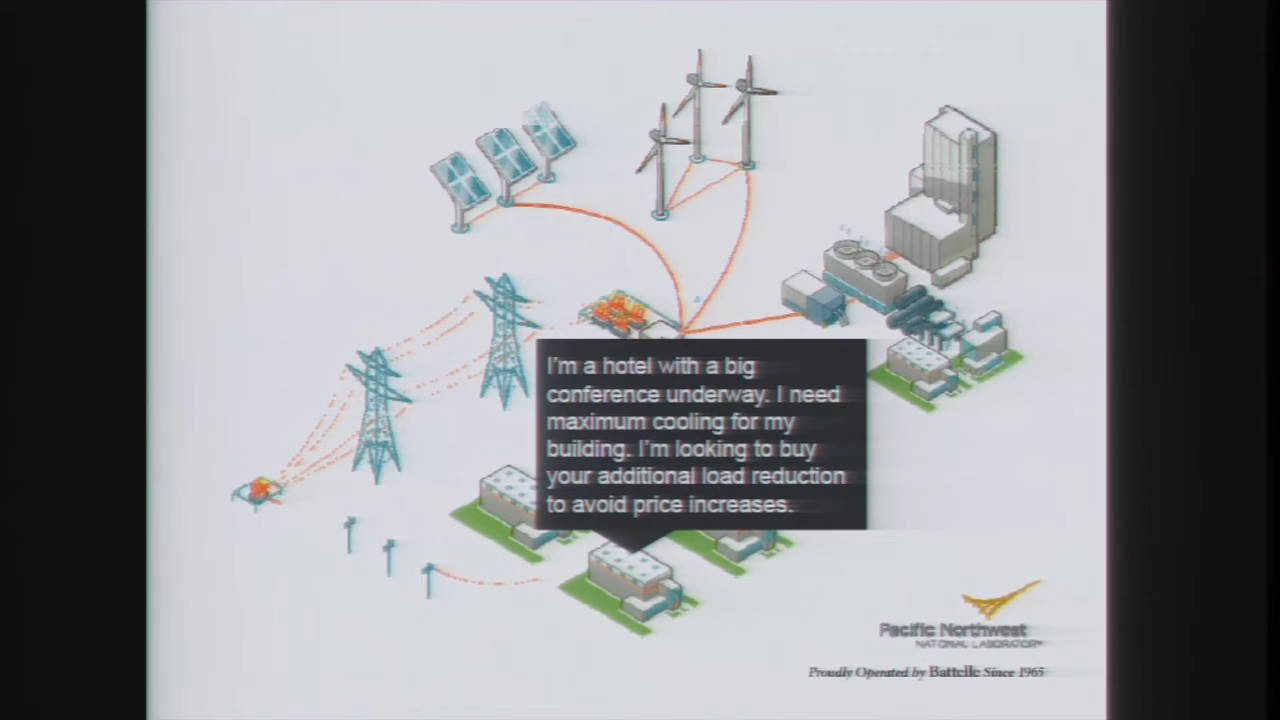 I'm a hotel with a big
conference underway. I need
maximum cooling for my
building. I'm looking to buy
your additional load reduction
to avoid price increases.
Pacific Northwest
NATIONAL LABORATORY
Proudly Operated by Battelle Since 1965